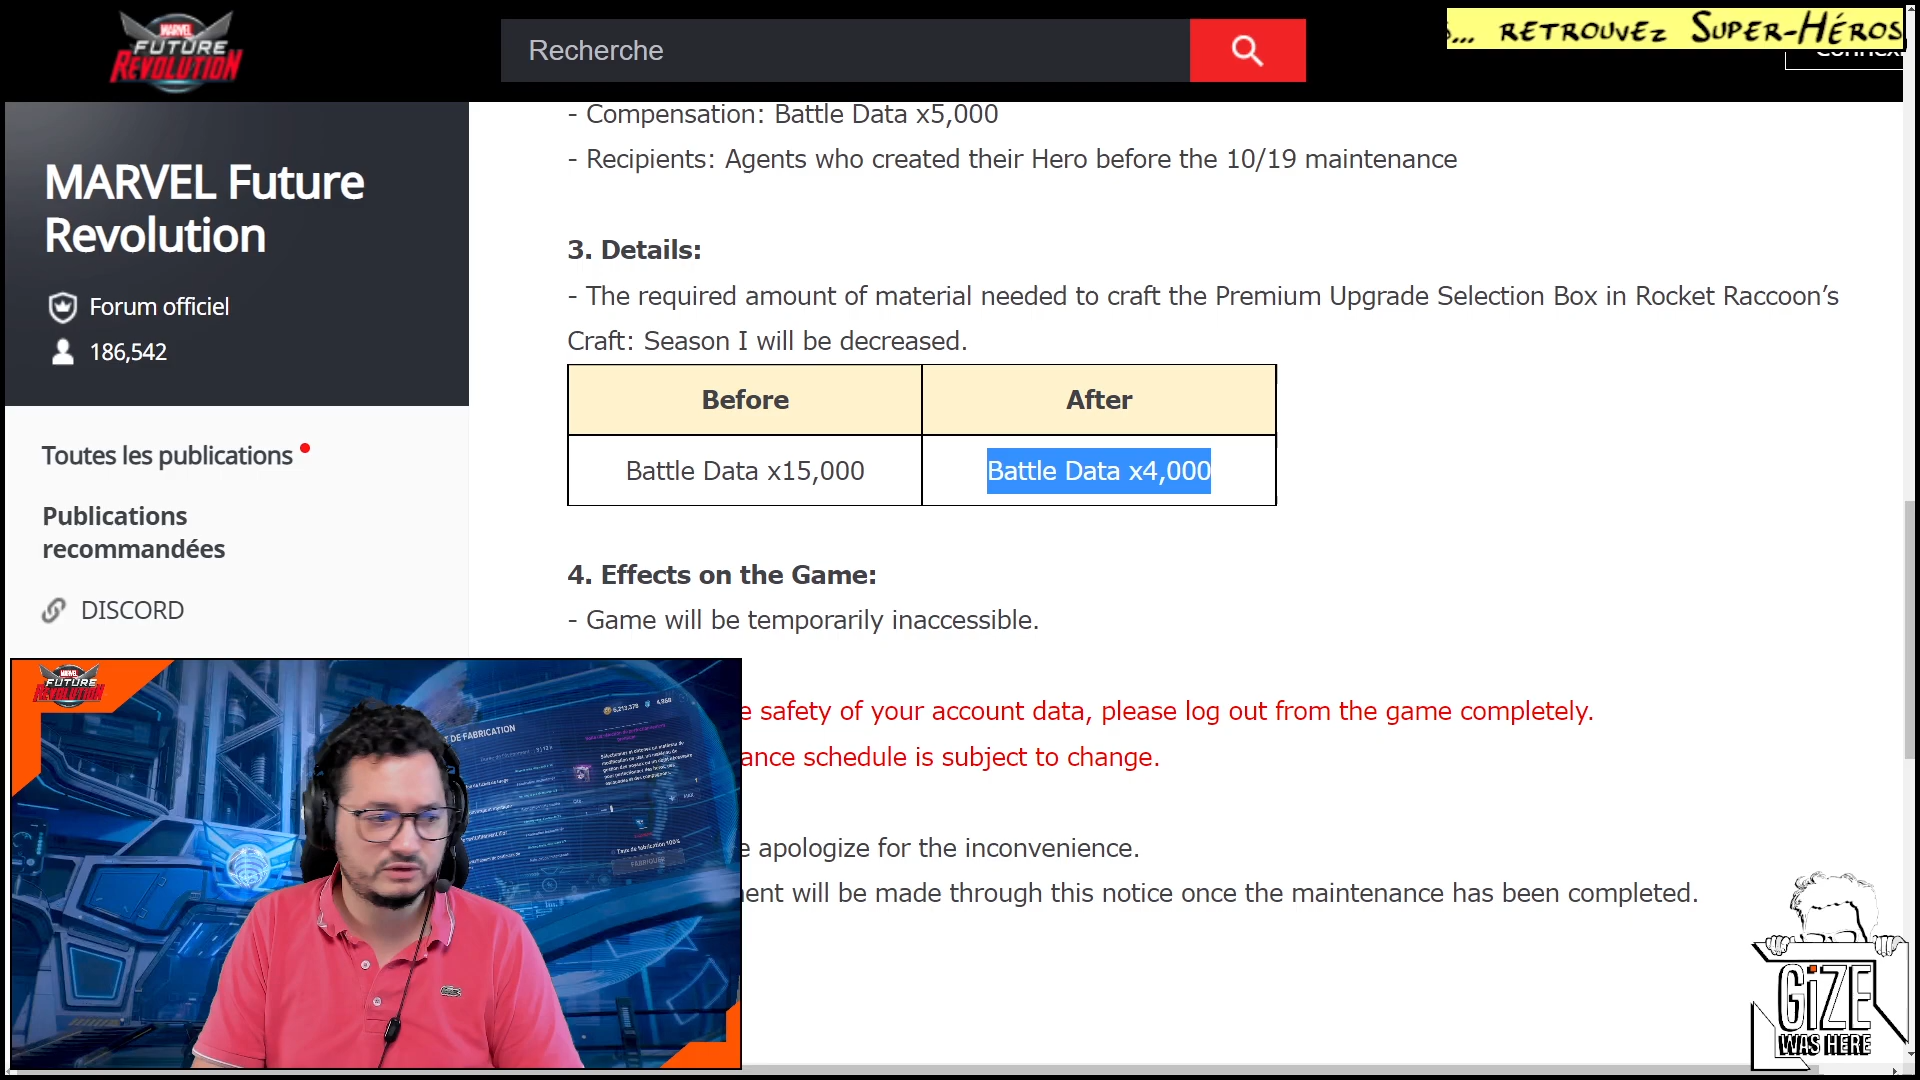 MARVEL
FUTURE
REVOLUTION
Recherche
... RETROUVEZ SUPER-HÉROS
MARVEL Future
Revolution
Forum officiel
186,542
Toutes les publications
Publications
recommandées
DISCORD
- Compensation: Battle Data x5,000
- Recipients: Agents who created their Hero before the 10/19 maintenance
3. Details:
- The required amount of material needed to craft the Premium Upgrade Selection Box in Rocket Raccoon’s
Craft: Season I will be decreased.
Before After
Battle Data x15,000 Battle Data x4,000
4. Effects on the Game:
- Game will be temporarily inaccessible.
safety of your account data, please log out from the game completely.
schedule is subject to change.
apologize for the inconvenience.
will be made through this notice once the maintenance has been completed.
MARVEL
FUTURE
REVOLUTION
DE FABRICATION
Taux de fabrication 100%
FABRIQUER
GiZE
WAS HERE